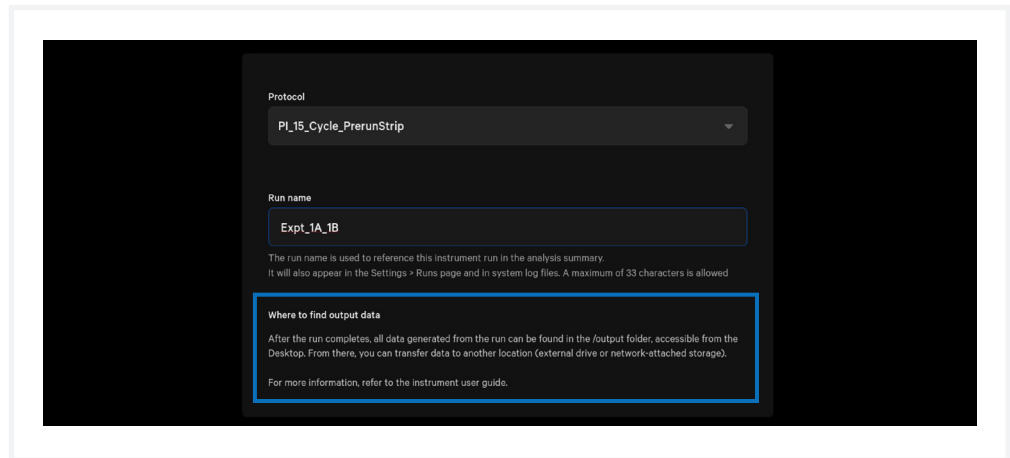 Protocol
PI_15_Cycle_PrerunStrip
Run name
Expt_1A_1B
The run name is used to reference this instrument run in the analysis summary.
It will also appear in the Settings > Runs page and in system log files. A maximum of 33 characters is allowed
Where to find output data
After the run completes, all data generated from the run can be found in the /output folder, accessible from the
Desktop. From there, you can transfer data to another location (external drive or network-attached storage).
For more information, refer to the instrument user guide.